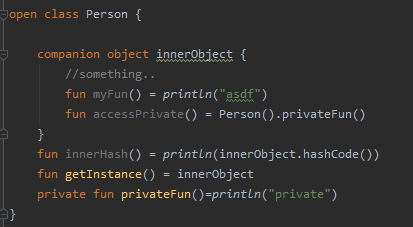 open class Person {
companion object innerObject {
//something..
fun myFun() = println("asdf")
fun accessPrivate() = Person().privateFun()
}
fun innerHash() = println(innerObject.hashCode())
fun getInstance() = innerObject
private fun privateFun()=println("private")
}